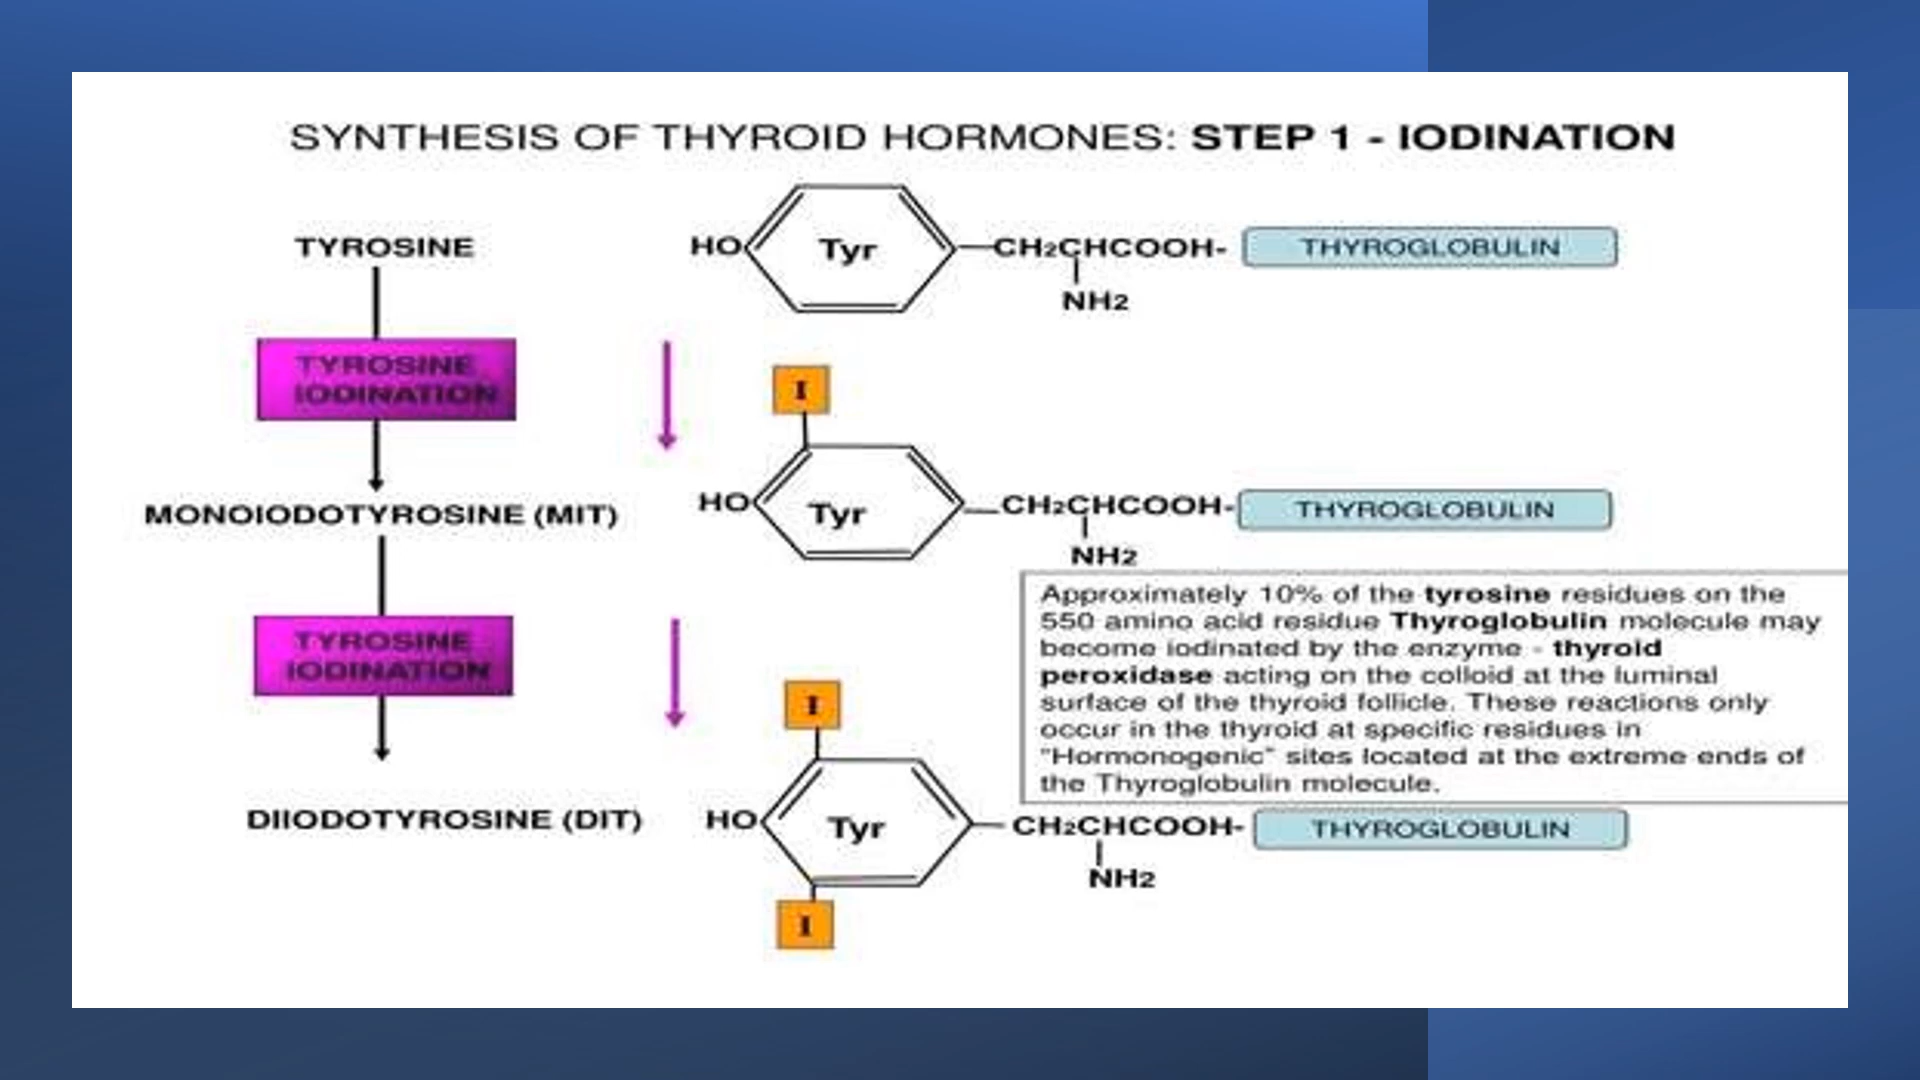 SYNTHESIS OF THYROID HORMONES: STEP 1 - IODINATION
TYROSINE
HO
Tyr
CH2CHCOOH-
THYROGLOBULIN
NH2
TYROSINE
IODINATION
I
MONOIODOTYROSINE (MIT)
HO
Tyr
CH2CHCOOH-
THYROGLOBULIN
NH2
Approximately 10% of the tyrosine residues on the
550 amino acid residue Thyroglobulin molecule may
become iodinated by the enzyme - thyroid
peroxidase acting on the colloid at the luminal
surface of the thyroid follicle. These reactions only
occur in the thyroid at specific residues in
"Hormonogenic" sites located at the extreme ends of
the Thyroglobulin molecule.
TYROSINE
IODINATION
I
DIIODOTYROSINE (DIT)
HO
Tyr
CH2CHCOOH-
THYROGLOBULIN
NH2
I